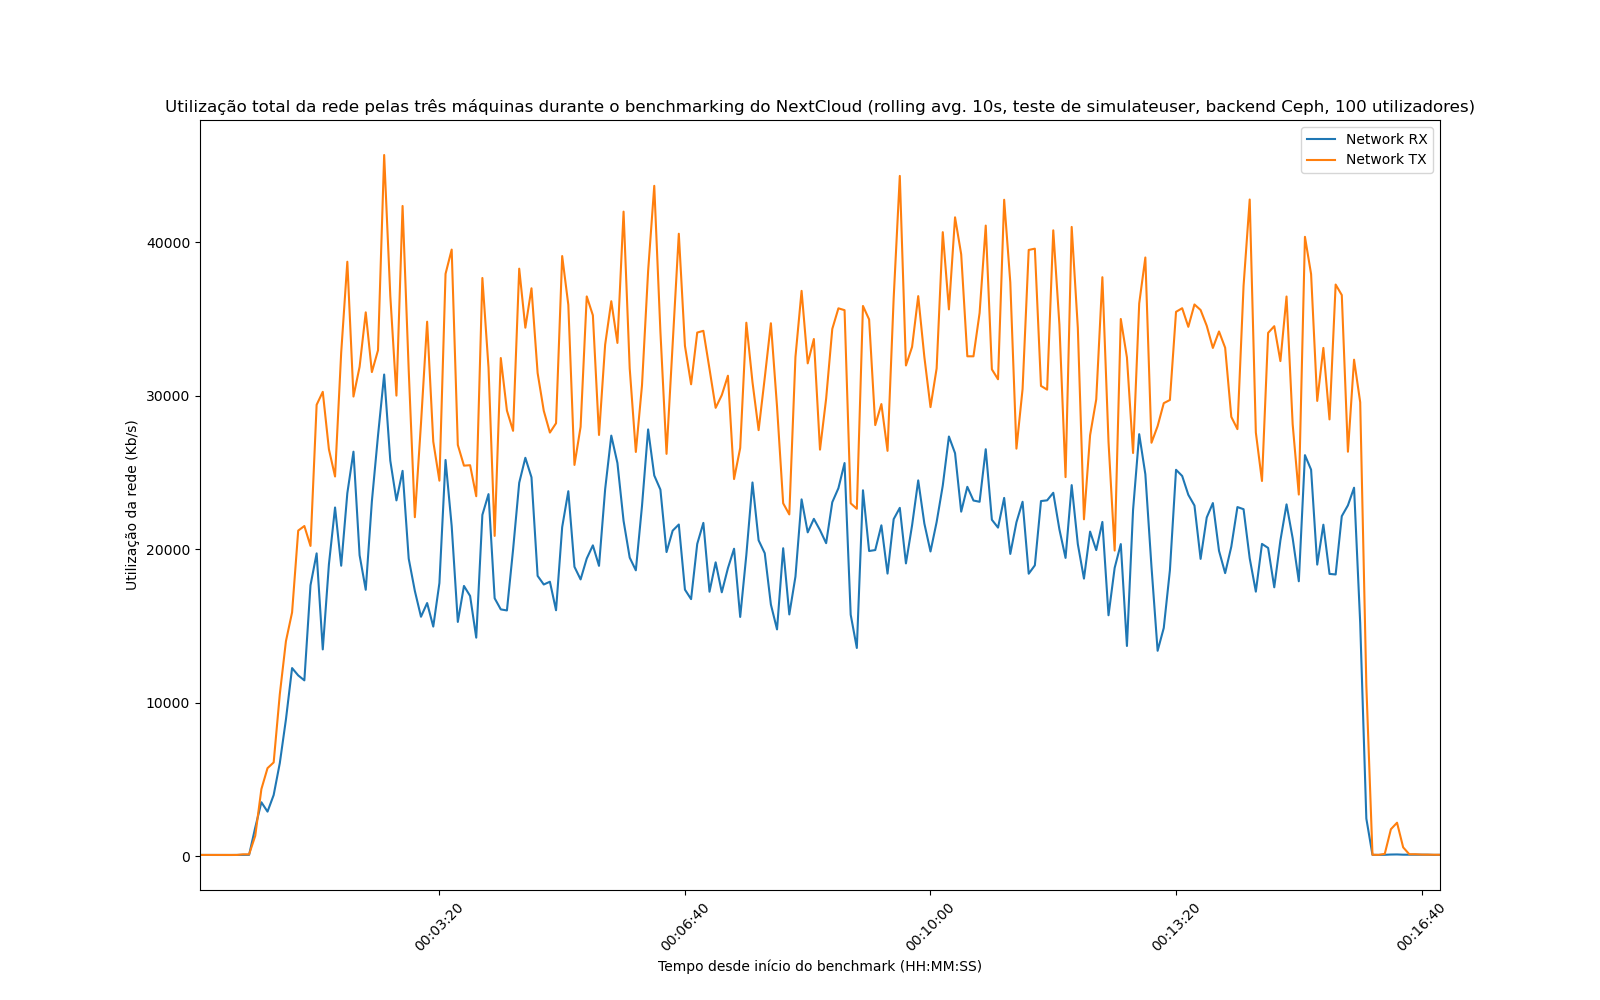 Utilização total da rede pelas três máquinas durante o benchmarking do NextCloud (rolling avg. 10s, teste de simulateuser, backend Ceph, 100 utilizadores)
Network RX
Network TX
Utilização da rede (Kb/s)
40000
30000
20000
10000
0
00:03:20
00:06:40
00:10:00
00:13:20
00:16:40
Tempo desde início do benchmark (HH:MM:SS)